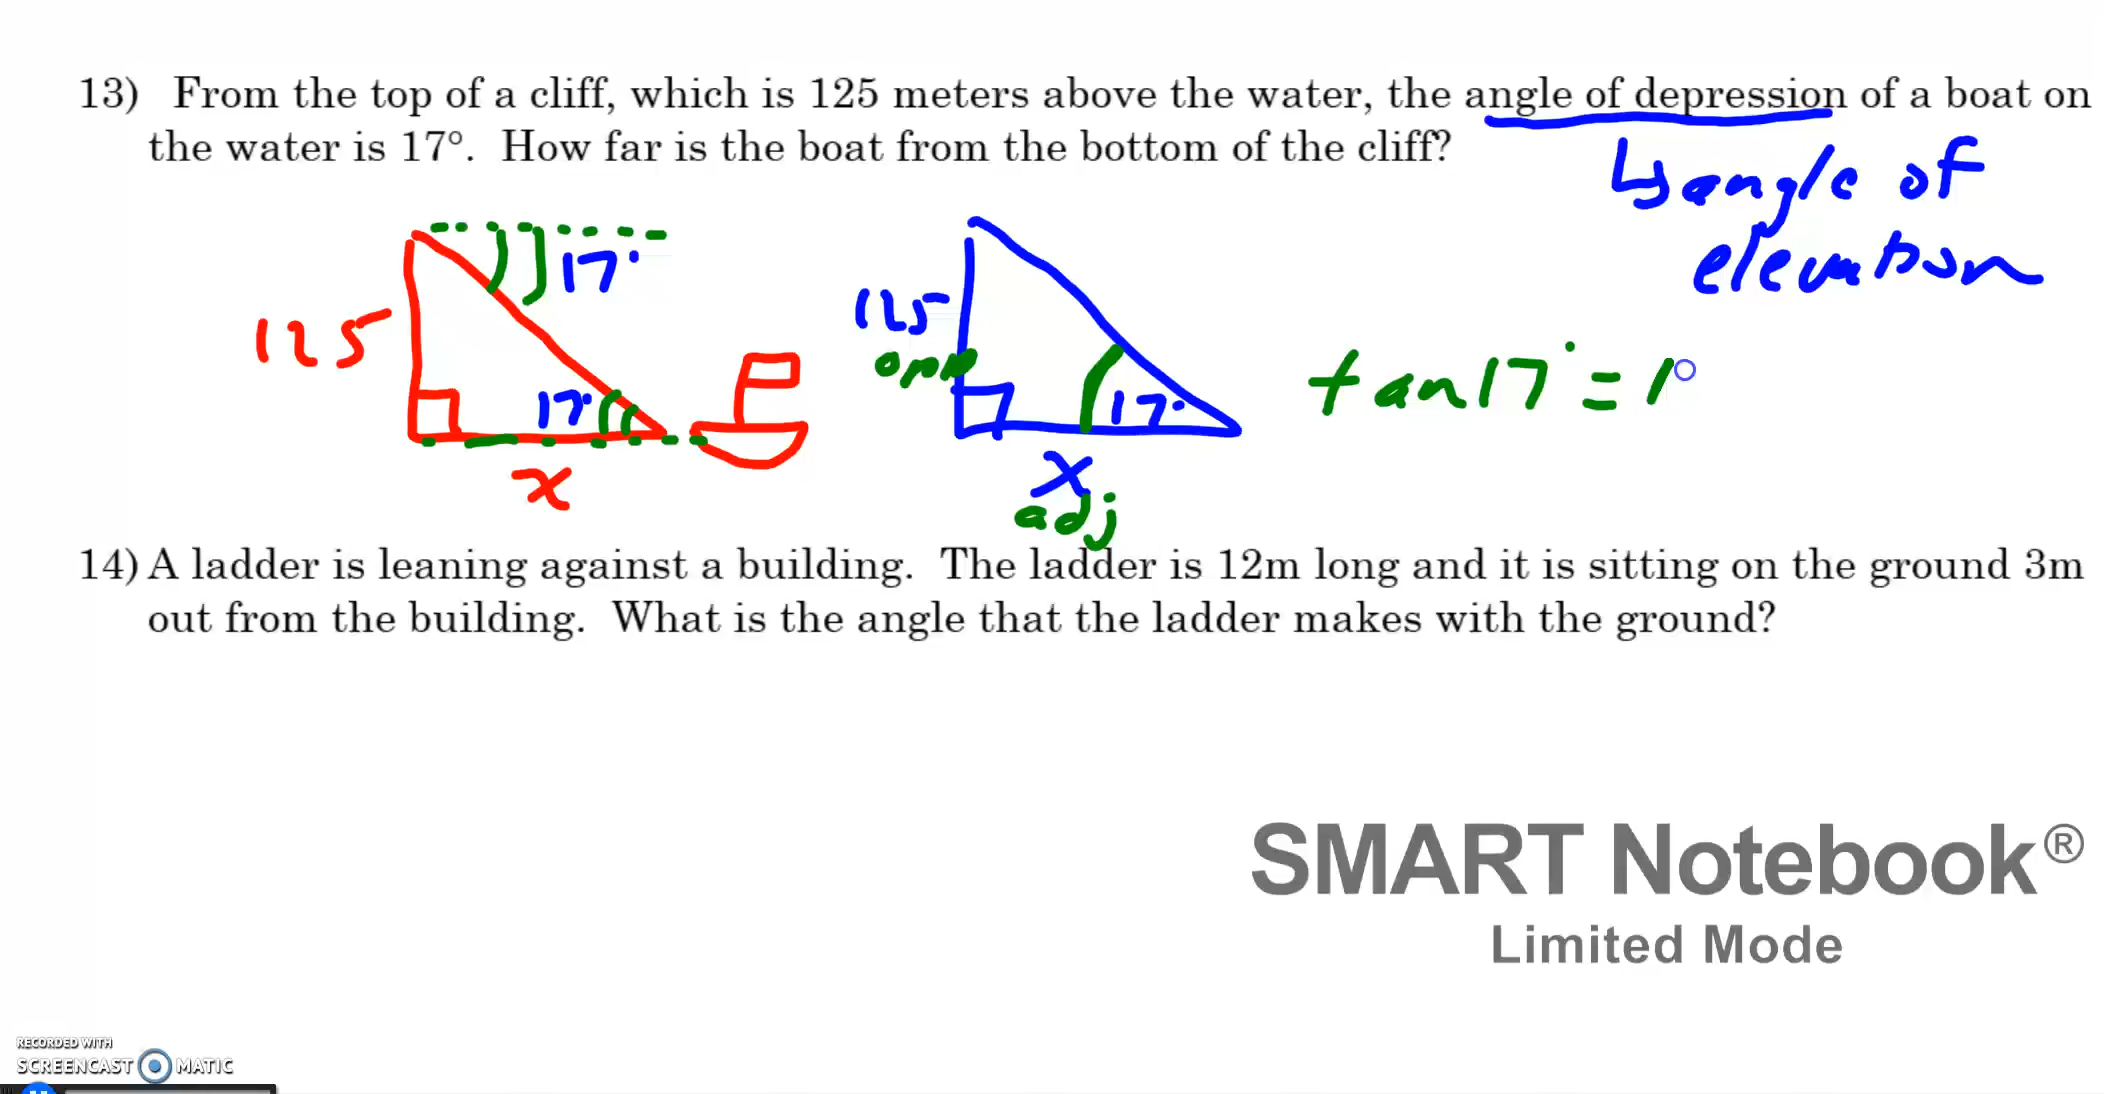 13) From the top of a cliff, which is 125 meters above the water, the angle of depression of a boat on
the water is 17°. How far is the boat from the bottom of the cliff?
↳ angle of
elevation
17°
125
17°
x
125
opp
17°
x
adj
tan 17° = 1
14) A ladder is leaning against a building. The ladder is 12m long and it is sitting on the ground 3m
out from the building. What is the angle that the ladder makes with the ground?
SMART Notebook®
Limited Mode
RECORDED WITH
SCREENCAST MATIC